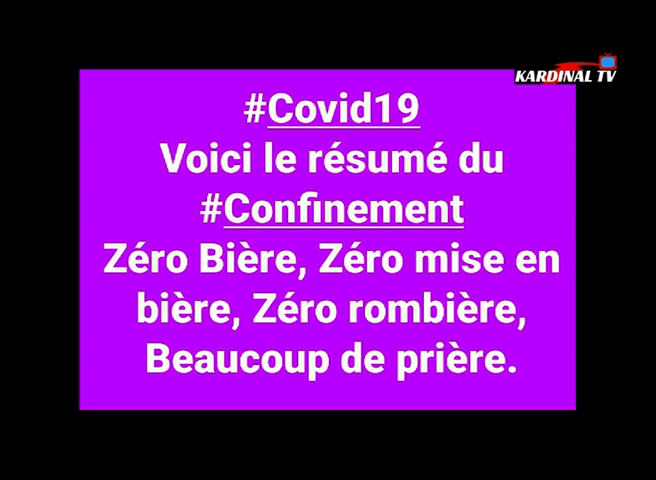 KARDINAL TV
#Covid19
Voici le résumé du
#Confinement
Zéro Bière, Zéro mise en
bière, Zéro rombière,
Beaucoup de prière.